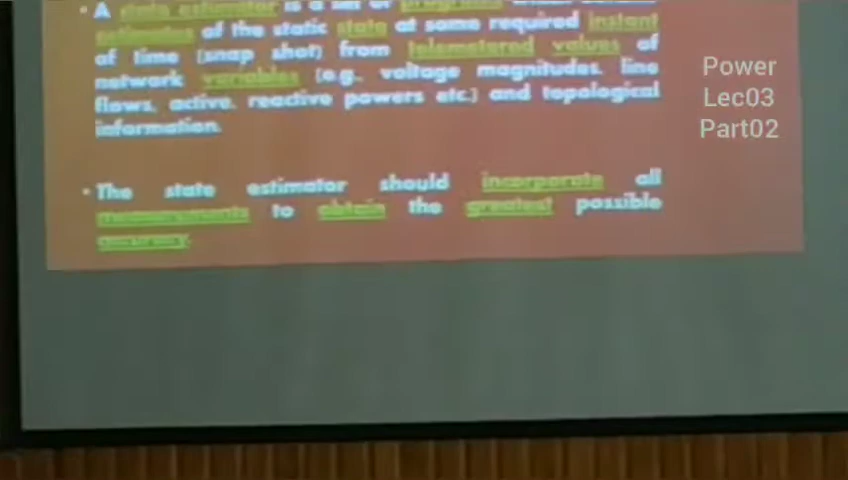 • A state estimator is a set of programs
estimates of the static state at some required instant
of time (snap shot) from telemetered values of
network variables (e.g., voltage magnitudes, line
flows, active, reactive powers etc.) and topological
information.
• The state estimator should incorporate all
measurements to obtain the greatest possible
accuracy.
Power
Lec03
Part02